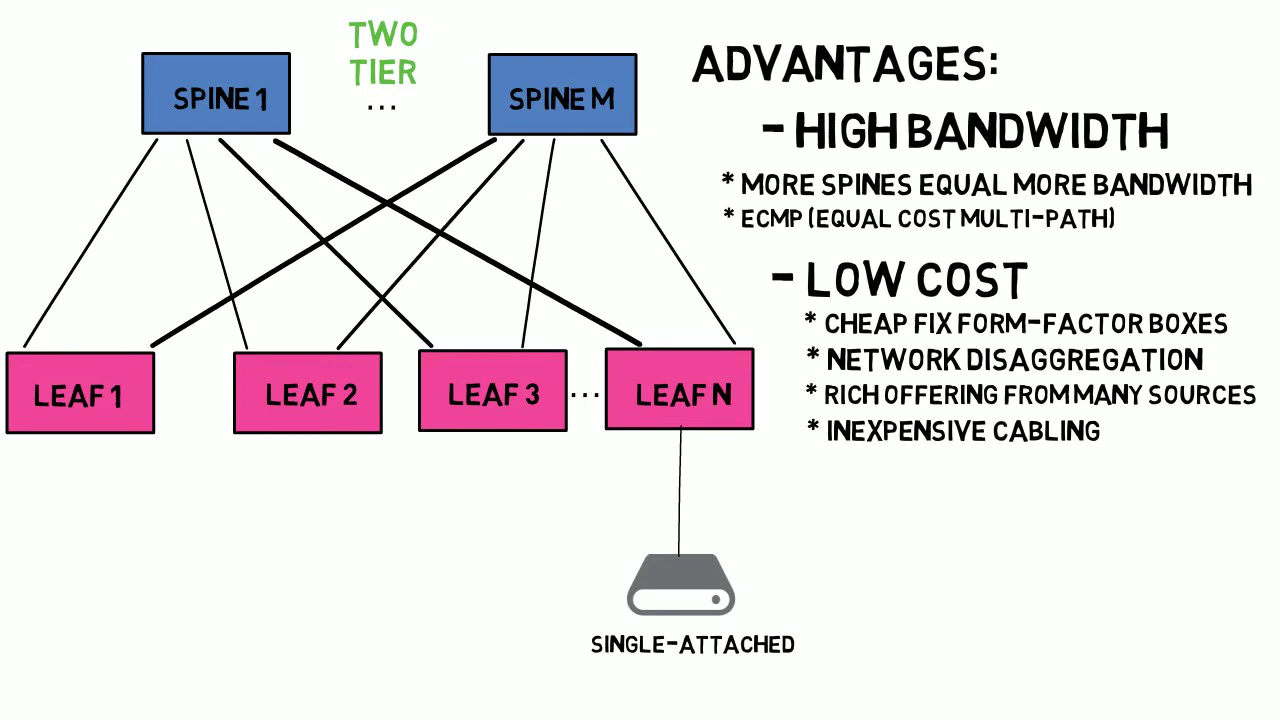 TWO
TIER
...
SPINE 1
SPINE M
LEAF 1
LEAF 2
LEAF 3
...
LEAF N
SINGLE-ATTACHED
ADVANTAGES:
- HIGH BANDWIDTH
* MORE SPINES EQUAL MORE BANDWIDTH
* ECMP (EQUAL COST MULTI-PATH)
- LOW COST
* CHEAP FIX FORM-FACTOR BOXES
* NETWORK DISAGGREGATION
* RICH OFFERING FROM MANY SOURCES
* INEXPENSIVE CABLING